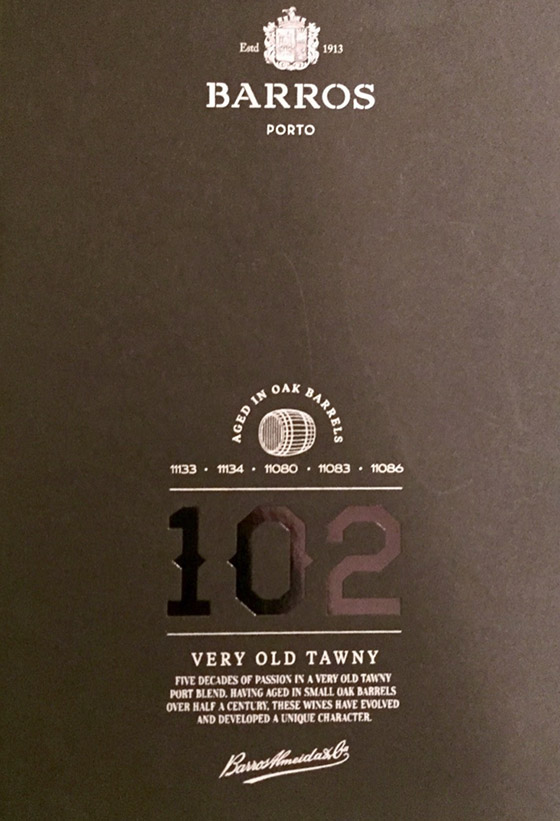 Estd 1913
BARROS
PORTO
AGED IN OAK BARRELS
11133 • 11134 • 11080 • 11083 • 11086
102
VERY OLD TAWNY
FIVE DECADES OF PASSION IN A VERY OLD TAWNY
PORT BLEND. HAVING AGED IN SMALL OAK BARRELS
OVER HALF A CENTURY, THESE WINES HAVE EVOLVED
AND DEVELOPED A UNIQUE CHARACTER.
Barros Almeida & Ca